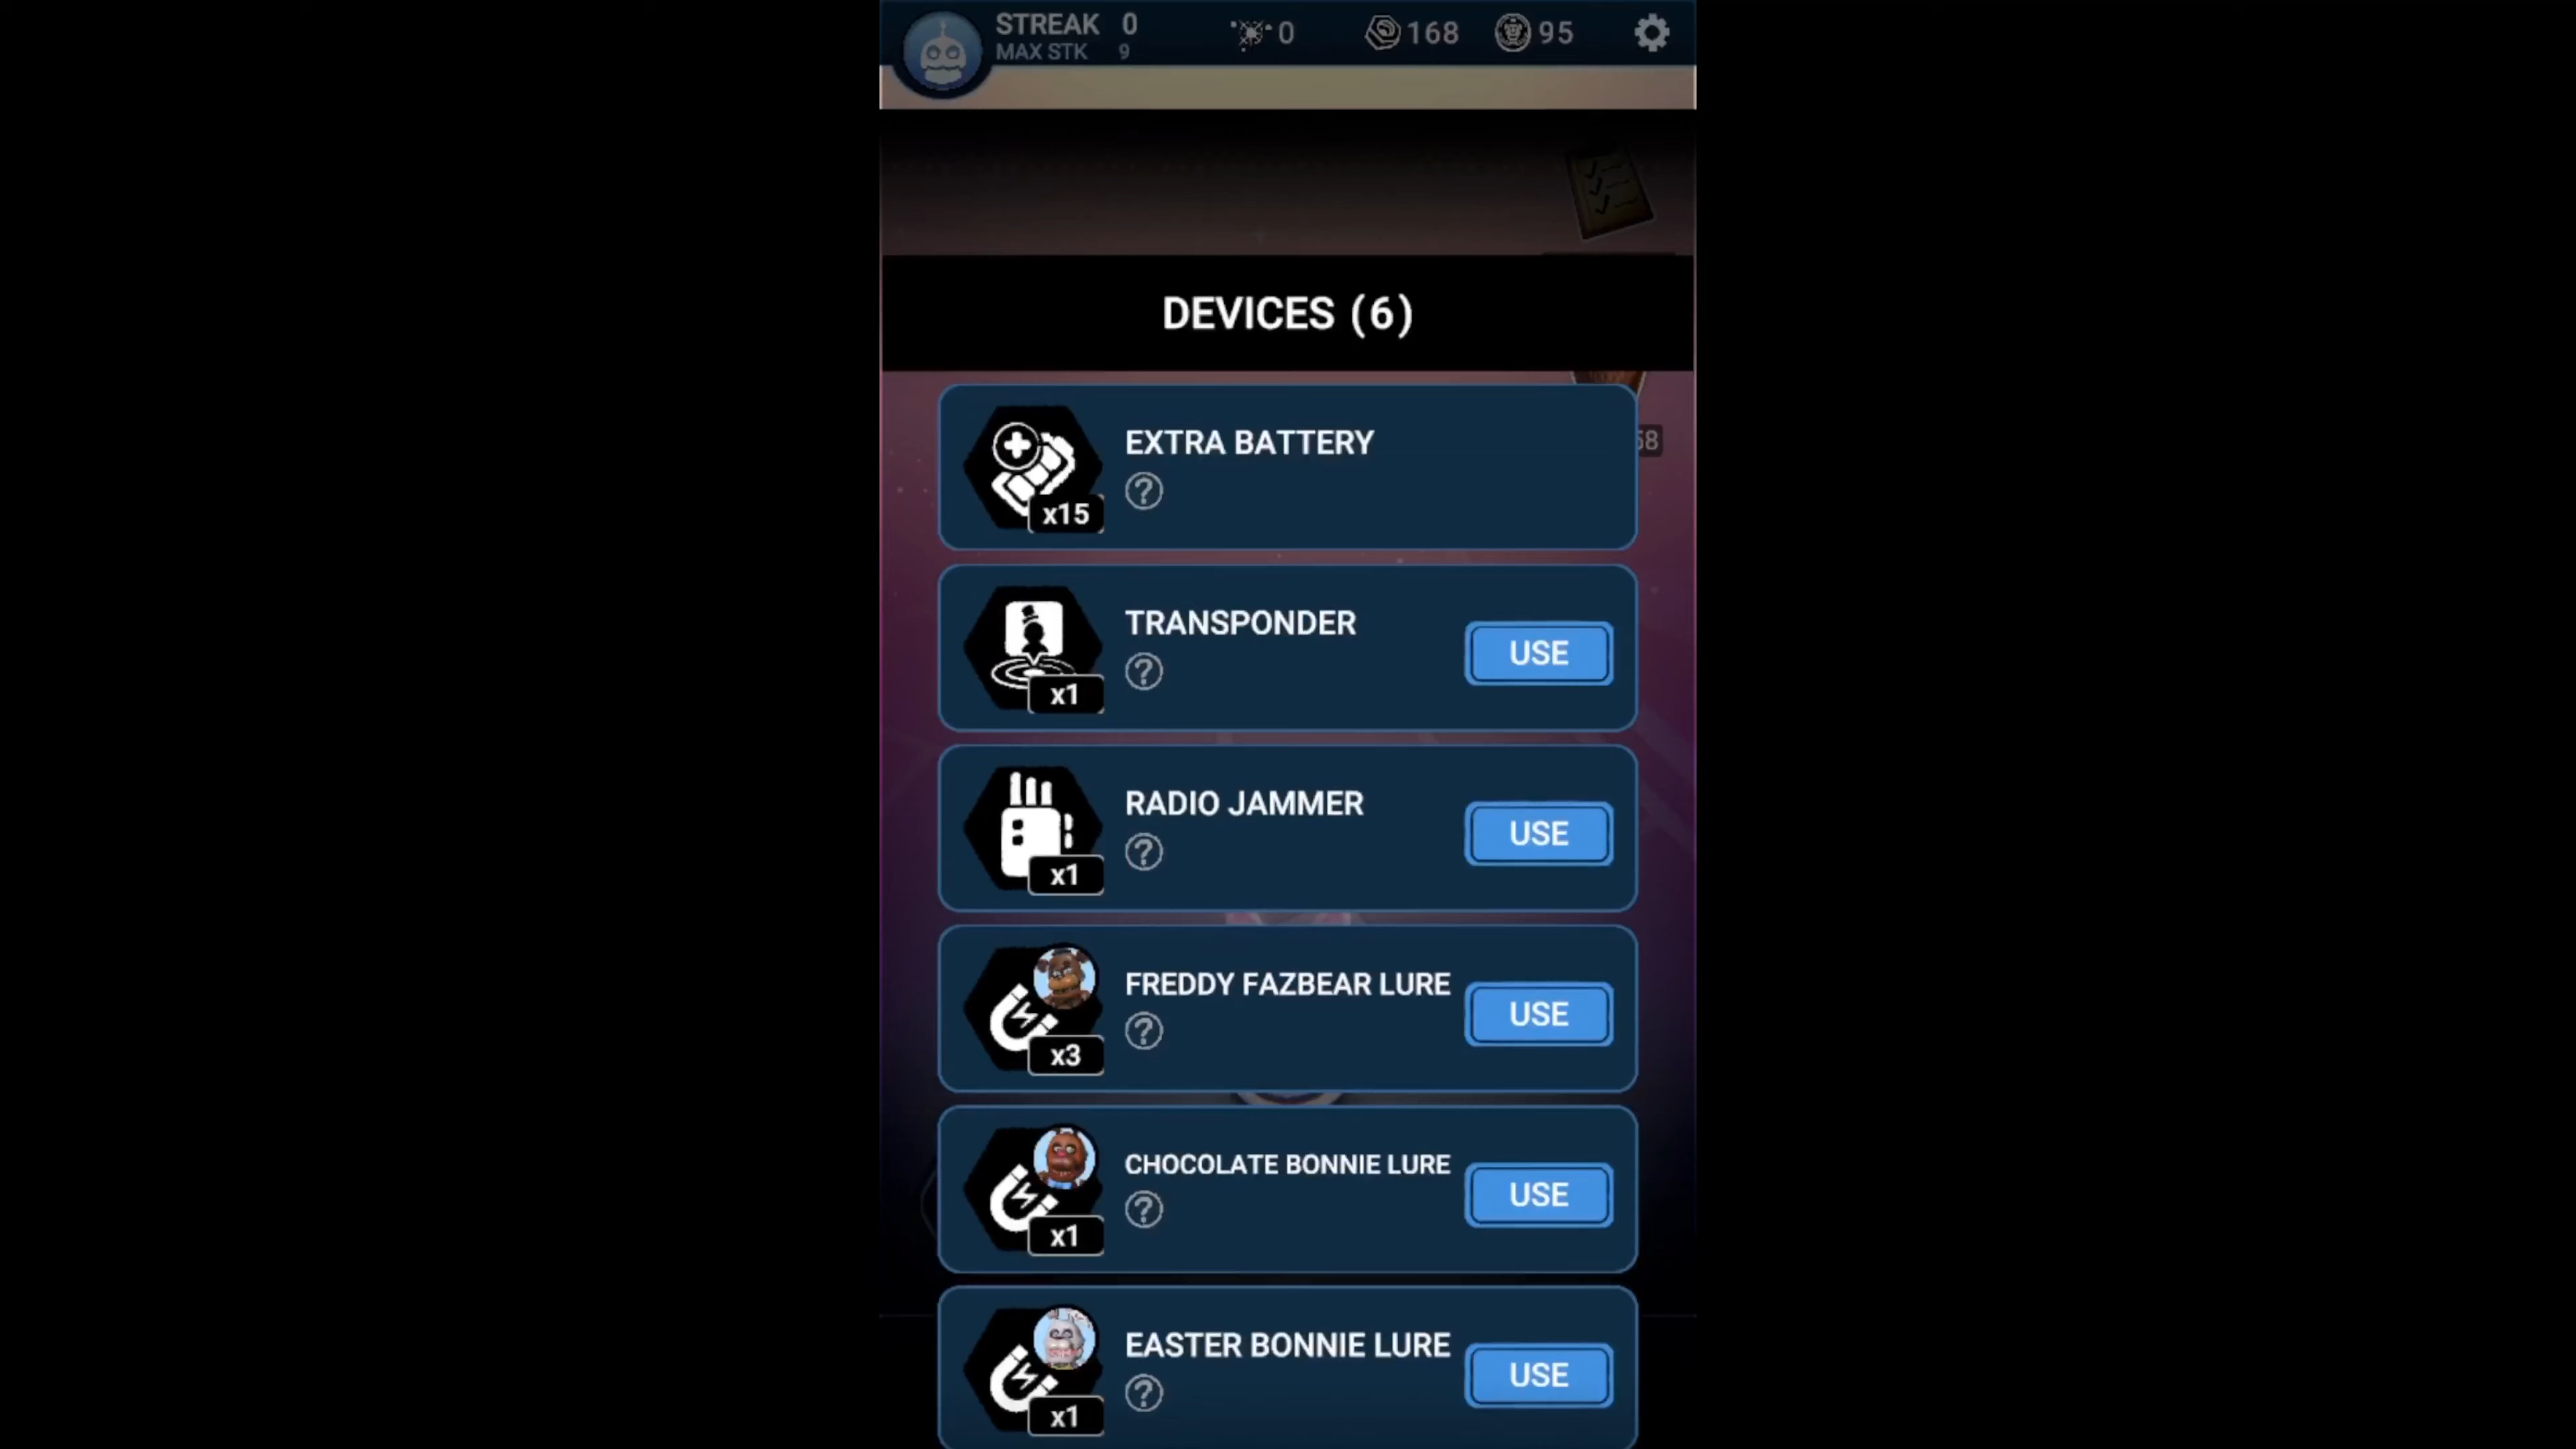 STREAK 0
MAX STK 9
0
168
95
DEVICES (6)
EXTRA BATTERY
?
x15
58
TRANSPONDER
?
x1
USE
RADIO JAMMER
?
x1
USE
FREDDY FAZBEAR LURE
?
x3
USE
CHOCOLATE BONNIE LURE
?
x1
USE
EASTER BONNIE LURE
?
x1
USE